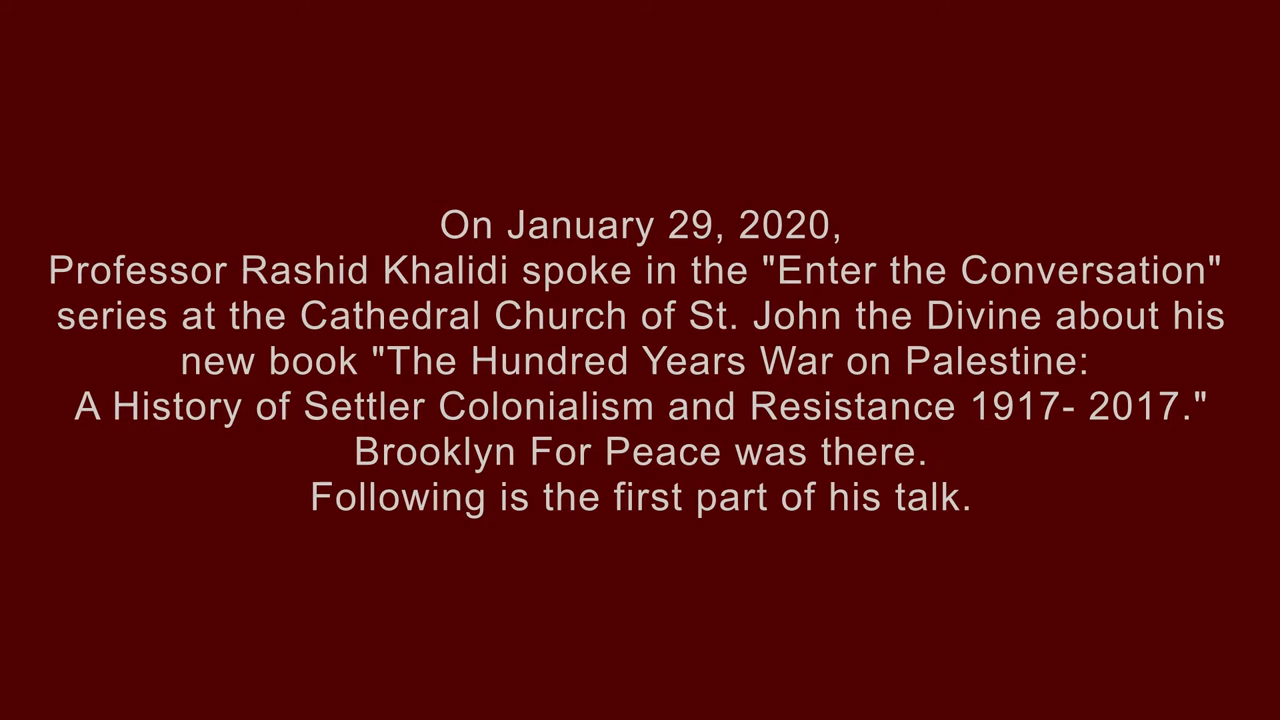 On January 29, 2020,
Professor Rashid Khalidi spoke in the "Enter the Conversation"
series at the Cathedral Church of St. John the Divine about his
new book "The Hundred Years War on Palestine:
A History of Settler Colonialism and Resistance 1917- 2017."
Brooklyn For Peace was there.
Following is the first part of his talk.